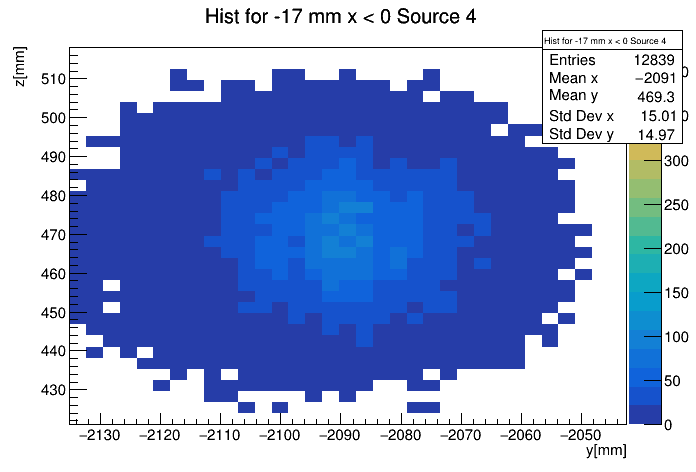 Hist for -17 mm x < 0 Source 4
z[mm]
Hist for -17 mm x < 0 Source 4
Entries 12839
Mean x −2091
Mean y 469.3
Std Dev x 15.01
Std Dev y 14.97
510
500
490
480
470
460
450
440
430
300
250
200
150
100
50
0
−2130 −2120 −2110 −2100 −2090 −2080 −2070 −2060 −2050
y[mm]